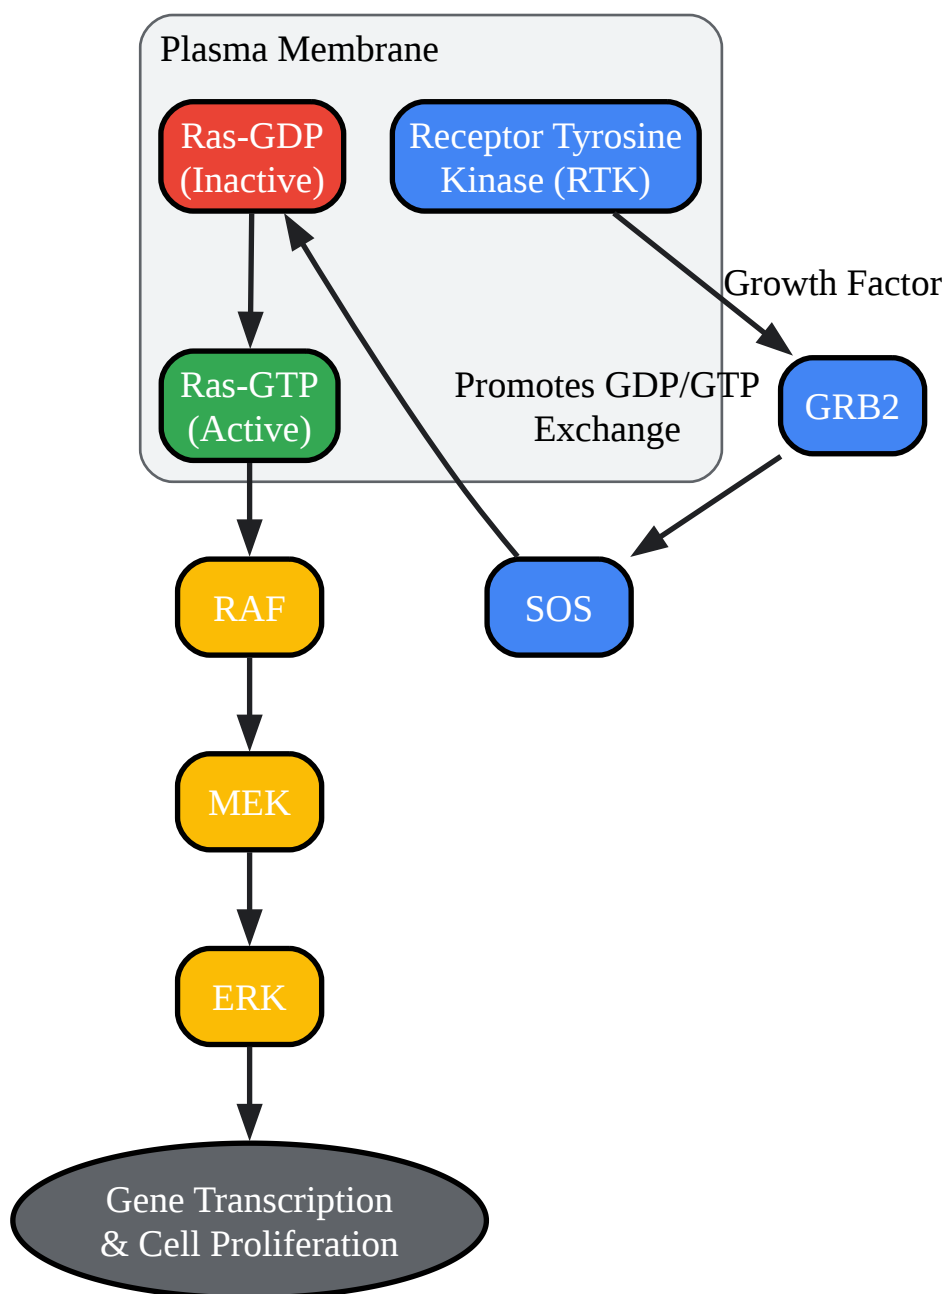 Plasma Membrane
Ras-GDP
(Inactive)
Receptor Tyrosine
Kinase (RTK)
Growth Factor
Ras-GTP
(Active)
Promotes GDP/GTP
Exchange
GRB2
RAF
SOS
MEK
ERK
Gene Transcription
& Cell Proliferation